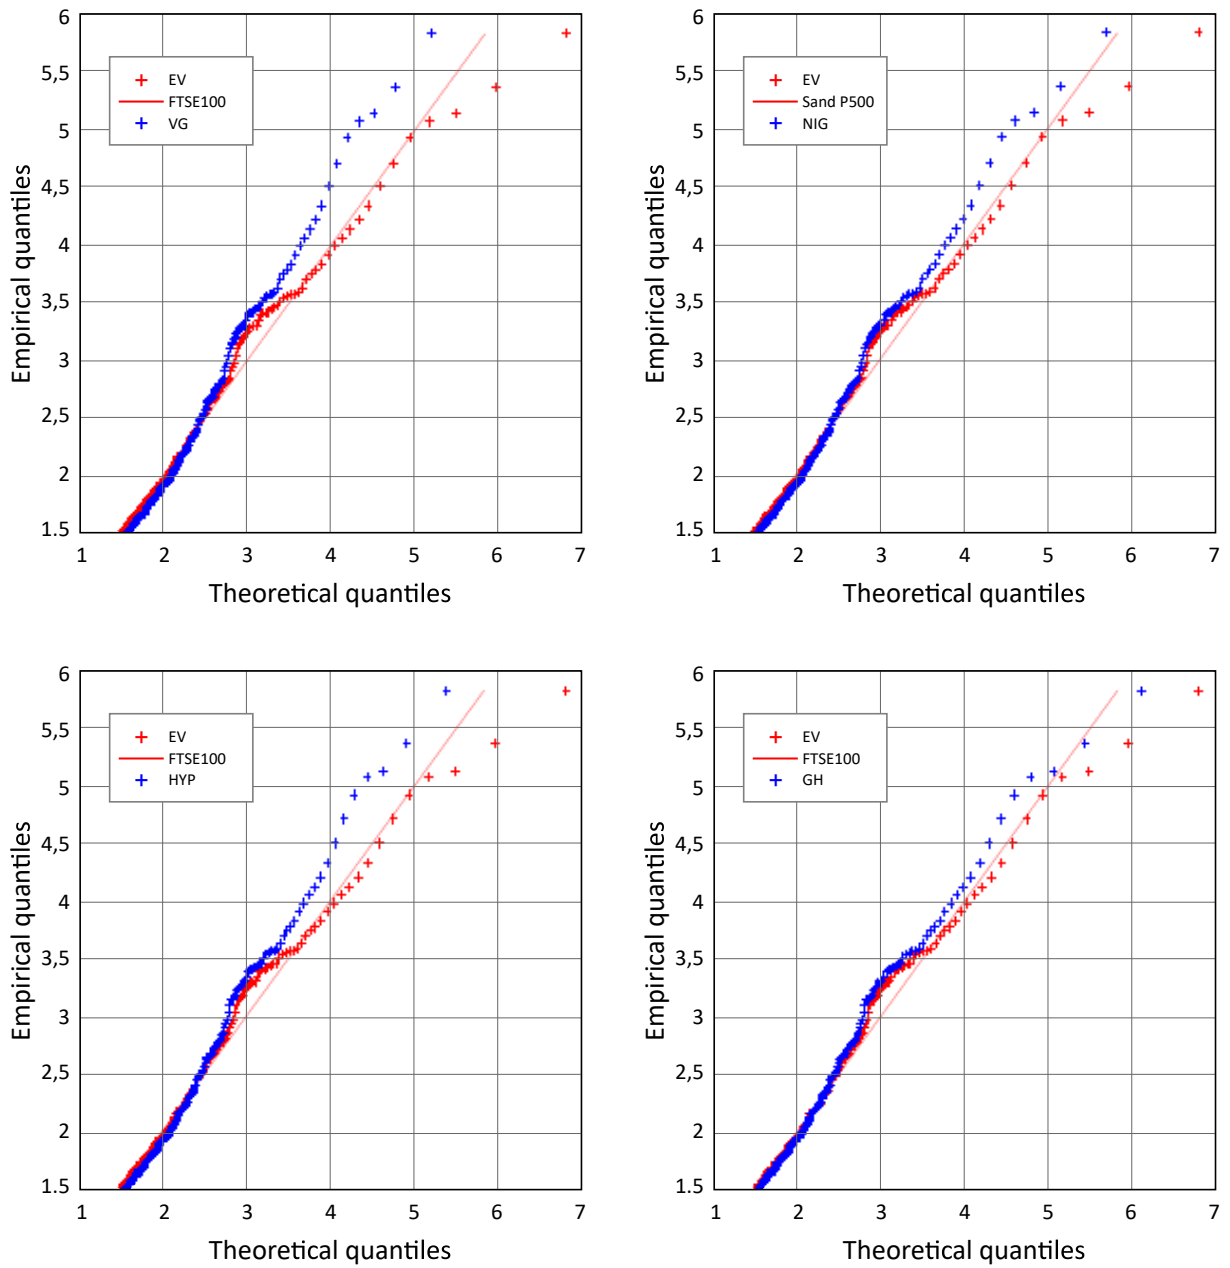 6
5,5
5
4,5
4
3,5
3
2,5
2
1.5
Empirical quantiles
EV
FTSE100
VG
1 2 3 4 5 6 7
Theoretical quantiles
6
5,5
5
4,5
4
3,5
3
2,5
2
1.5
Empirical quantiles
EV
Sand P500
NIG
1 2 3 4 5 6 7
Theoretical quantiles
6
5,5
5
4,5
4
3,5
3
2,5
2
1.5
Empirical quantiles
EV
FTSE100
HYP
1 2 3 4 5 6 7
Theoretical quantiles
6
5,5
5
4,5
4
3,5
3
2,5
2
1.5
Empirical quantiles
EV
FTSE100
GH
1 2 3 4 5 6 7
Theoretical quantiles